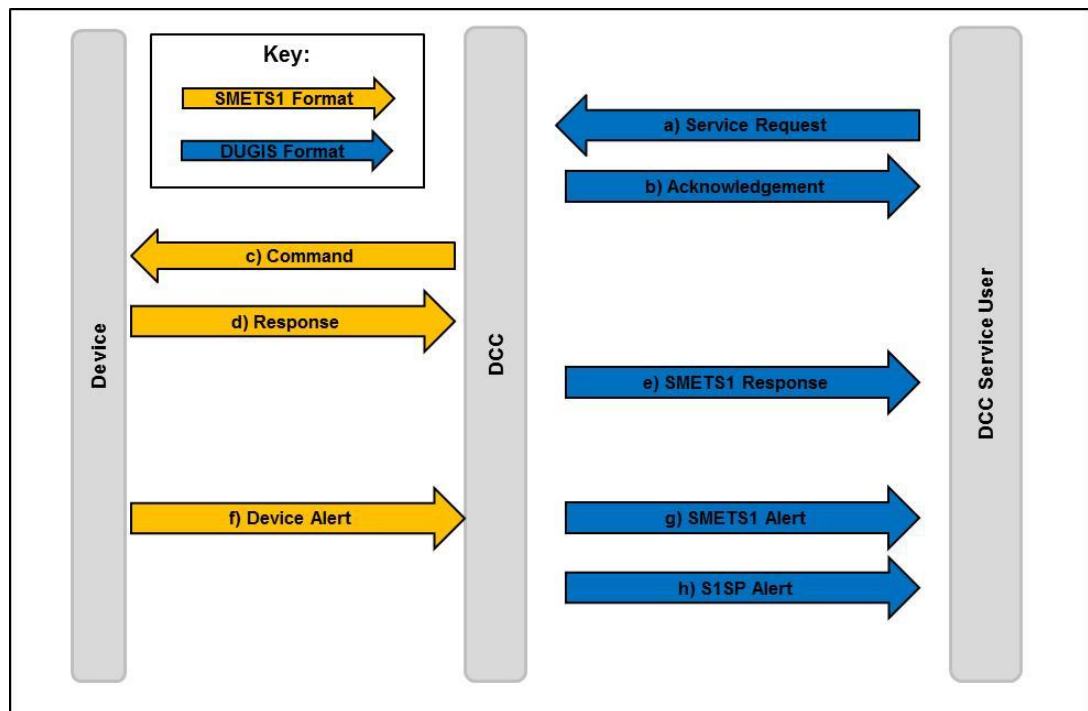 Key:
SMETS1 Format
DUGIS Format
a) Service Request
b) Acknowledgement
c) Command
d) Response
Device
DCC
DCC Service User
e) SMETS1 Response
f) Device Alert
g) SMETS1 Alert
h) S1SP Alert